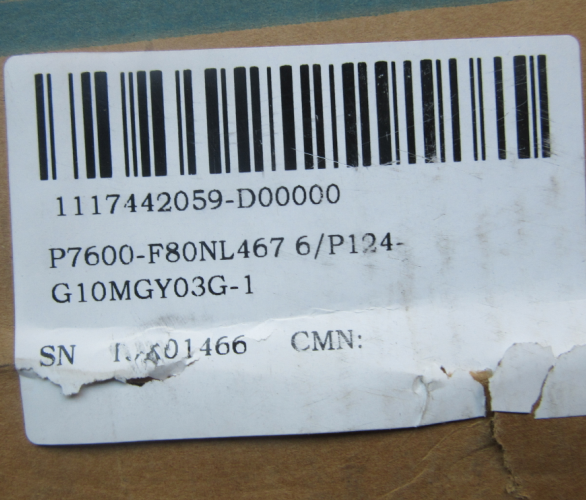 1117442059-D00000
P7600-F80NL467 6/P124-
G10MGY03G-1
SN CMN: